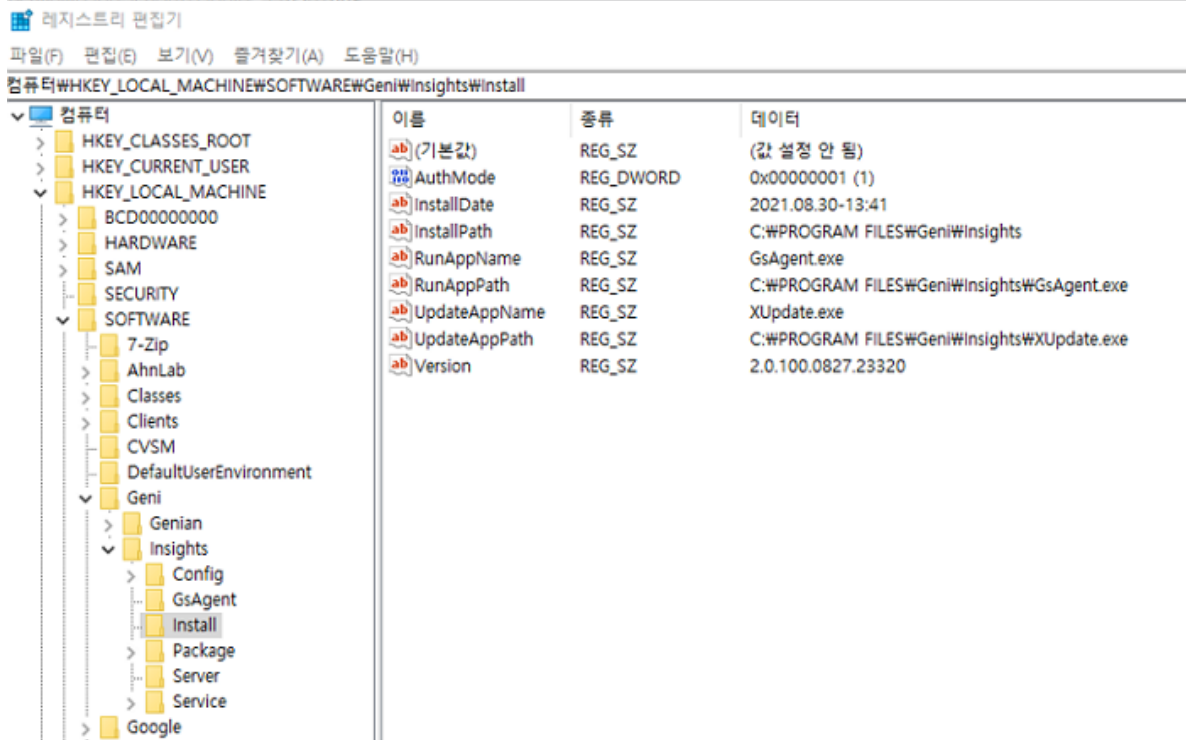 레지스트리 편집기
파일(F) 편집(E) 보기(V) 즐겨찾기(A) 도움말(H)
컴퓨터₩HKEY_LOCAL_MACHINE₩SOFTWARE₩Geni₩Insights₩Install
컴퓨터
HKEY_CLASSES_ROOT
HKEY_CURRENT_USER
HKEY_LOCAL_MACHINE
BCD00000000
HARDWARE
SAM
SECURITY
SOFTWARE
7-Zip
AhnLab
Classes
Clients
CVSM
DefaultUserEnvironment
Geni
Genian
Insights
Config
GsAgent
Install
Package
Server
Service
Google
이름 종류 데이터
(기본값) REG_SZ (값 설정 안 됨)
AuthMode REG_DWORD 0x00000001 (1)
InstallDate REG_SZ 2021.08.30-13:41
InstallPath REG_SZ C:₩PROGRAM FILES₩Geni₩Insights
RunAppName REG_SZ GsAgent.exe
RunAppPath REG_SZ C:₩PROGRAM FILES₩Geni₩Insights₩GsAgent.exe
UpdateAppName REG_SZ XUpdate.exe
UpdateAppPath REG_SZ C:₩PROGRAM FILES₩Geni₩Insights₩XUpdate.exe
Version REG_SZ 2.0.100.0827.23320